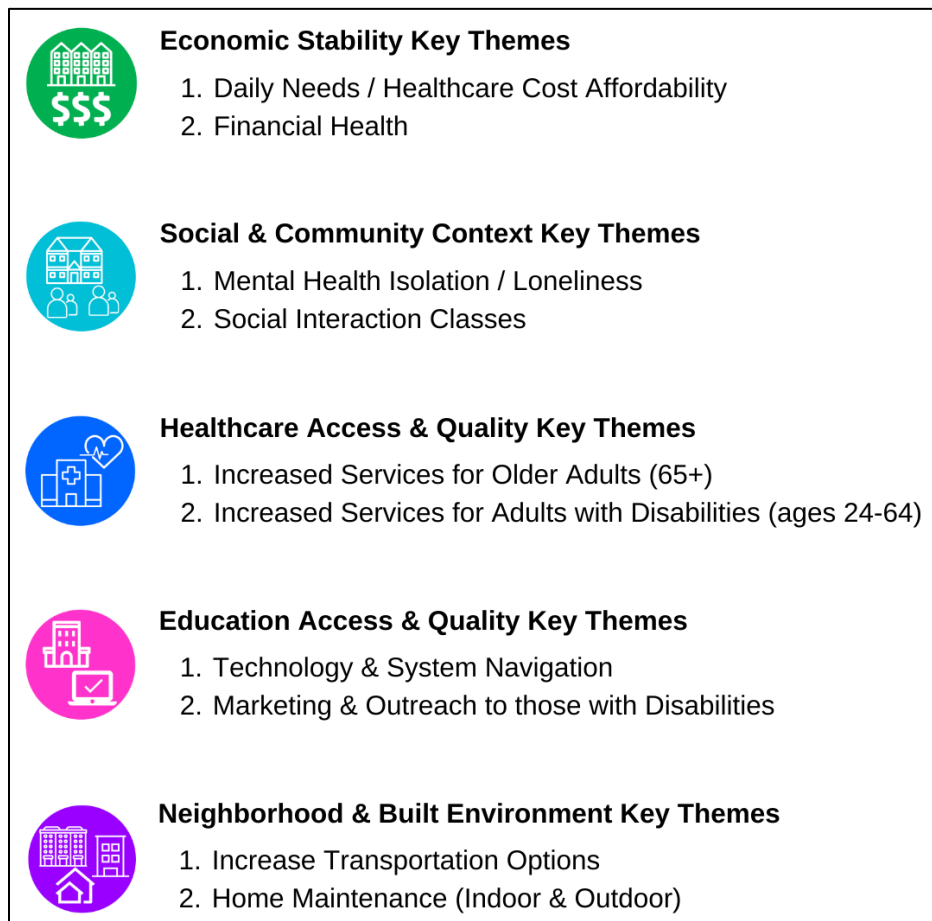 Economic Stability Key Themes
1. Daily Needs / Healthcare Cost Affordability
2. Financial Health
$$$
Social & Community Context Key Themes
1. Mental Health Isolation / Loneliness
2. Social Interaction Classes
Healthcare Access & Quality Key Themes
1. Increased Services for Older Adults (65+)
2. Increased Services for Adults with Disabilities (ages 24-64)
Education Access & Quality Key Themes
1. Technology & System Navigation
2. Marketing & Outreach to those with Disabilities
Neighborhood & Built Environment Key Themes
1. Increase Transportation Options
2. Home Maintenance (Indoor & Outdoor)